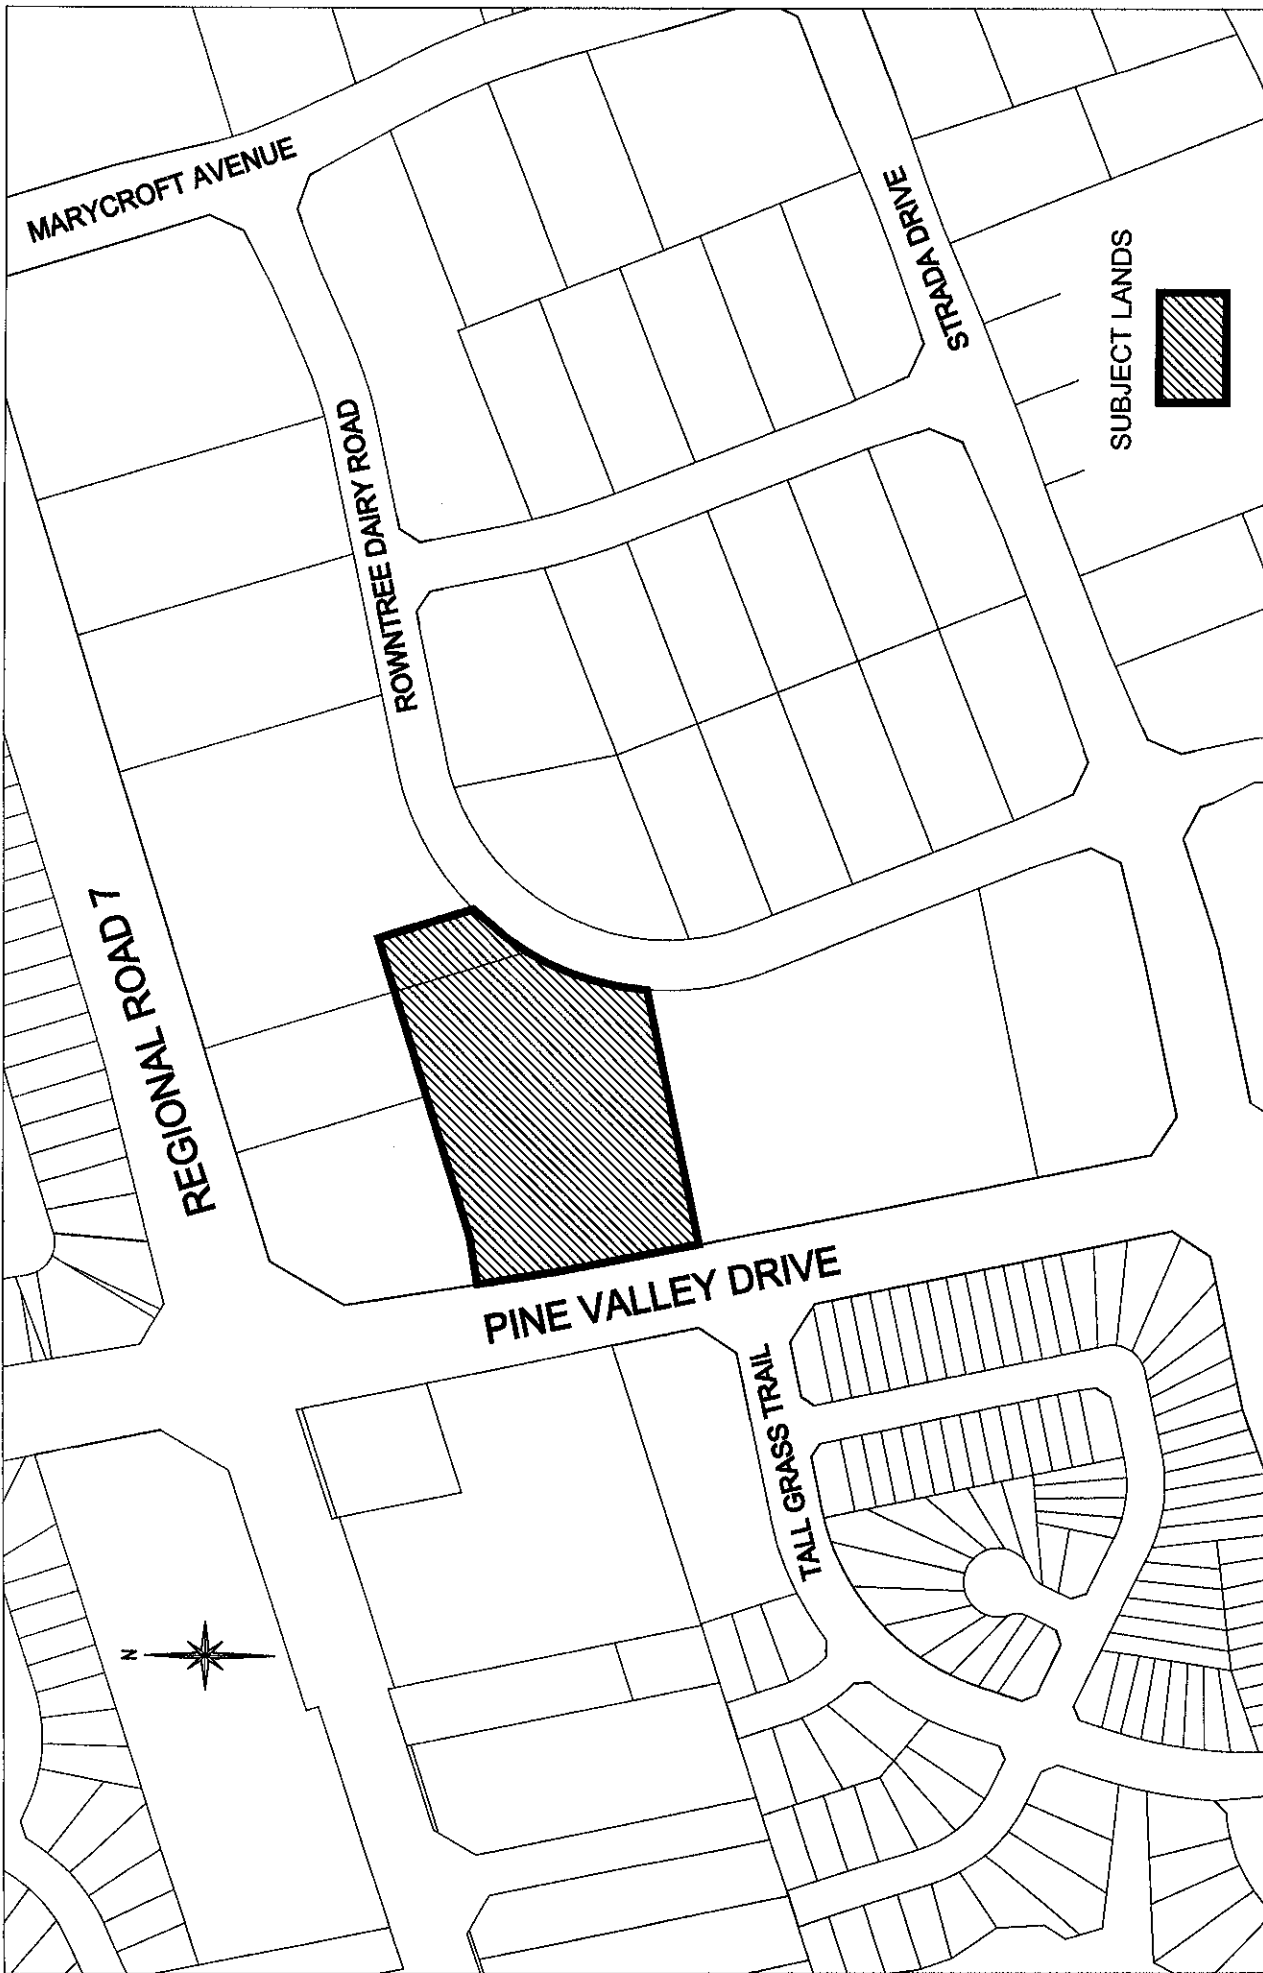 MARYCROFT AVENUE
STRADA DRIVE
SUBJECT LANDS
ROWNTREE DAIRY ROAD
REGIONAL ROAD 7
PINE VALLEY DRIVE
TALL GRASS TRAIL
N